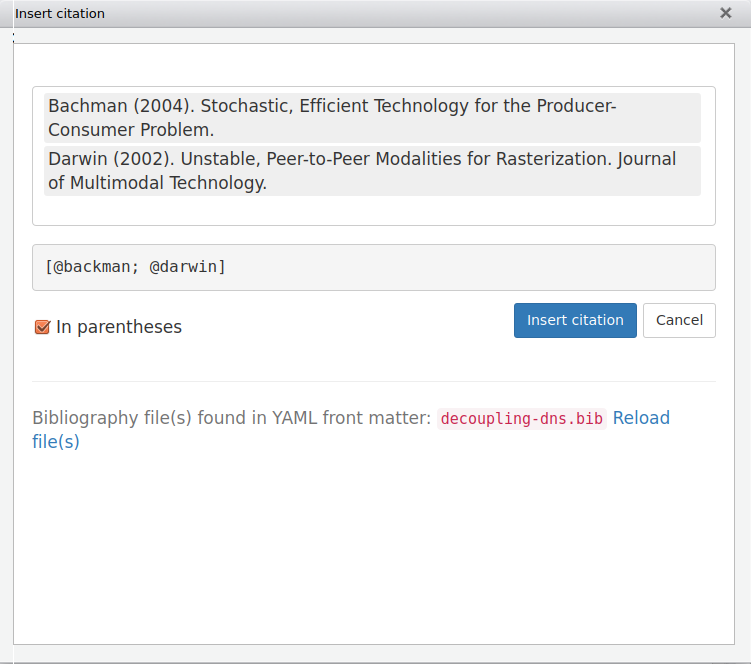 Insert citation
Bachman (2004). Stochastic, Efficient Technology for the Producer-
Consumer Problem.
Darwin (2002). Unstable, Peer-to-Peer Modalities for Rasterization. Journal
of Multimodal Technology.
[@backman; @darwin]
In parentheses
Insert citation
Cancel
Bibliography file(s) found in YAML front matter: decoupling-dns.bib Reload
file(s)